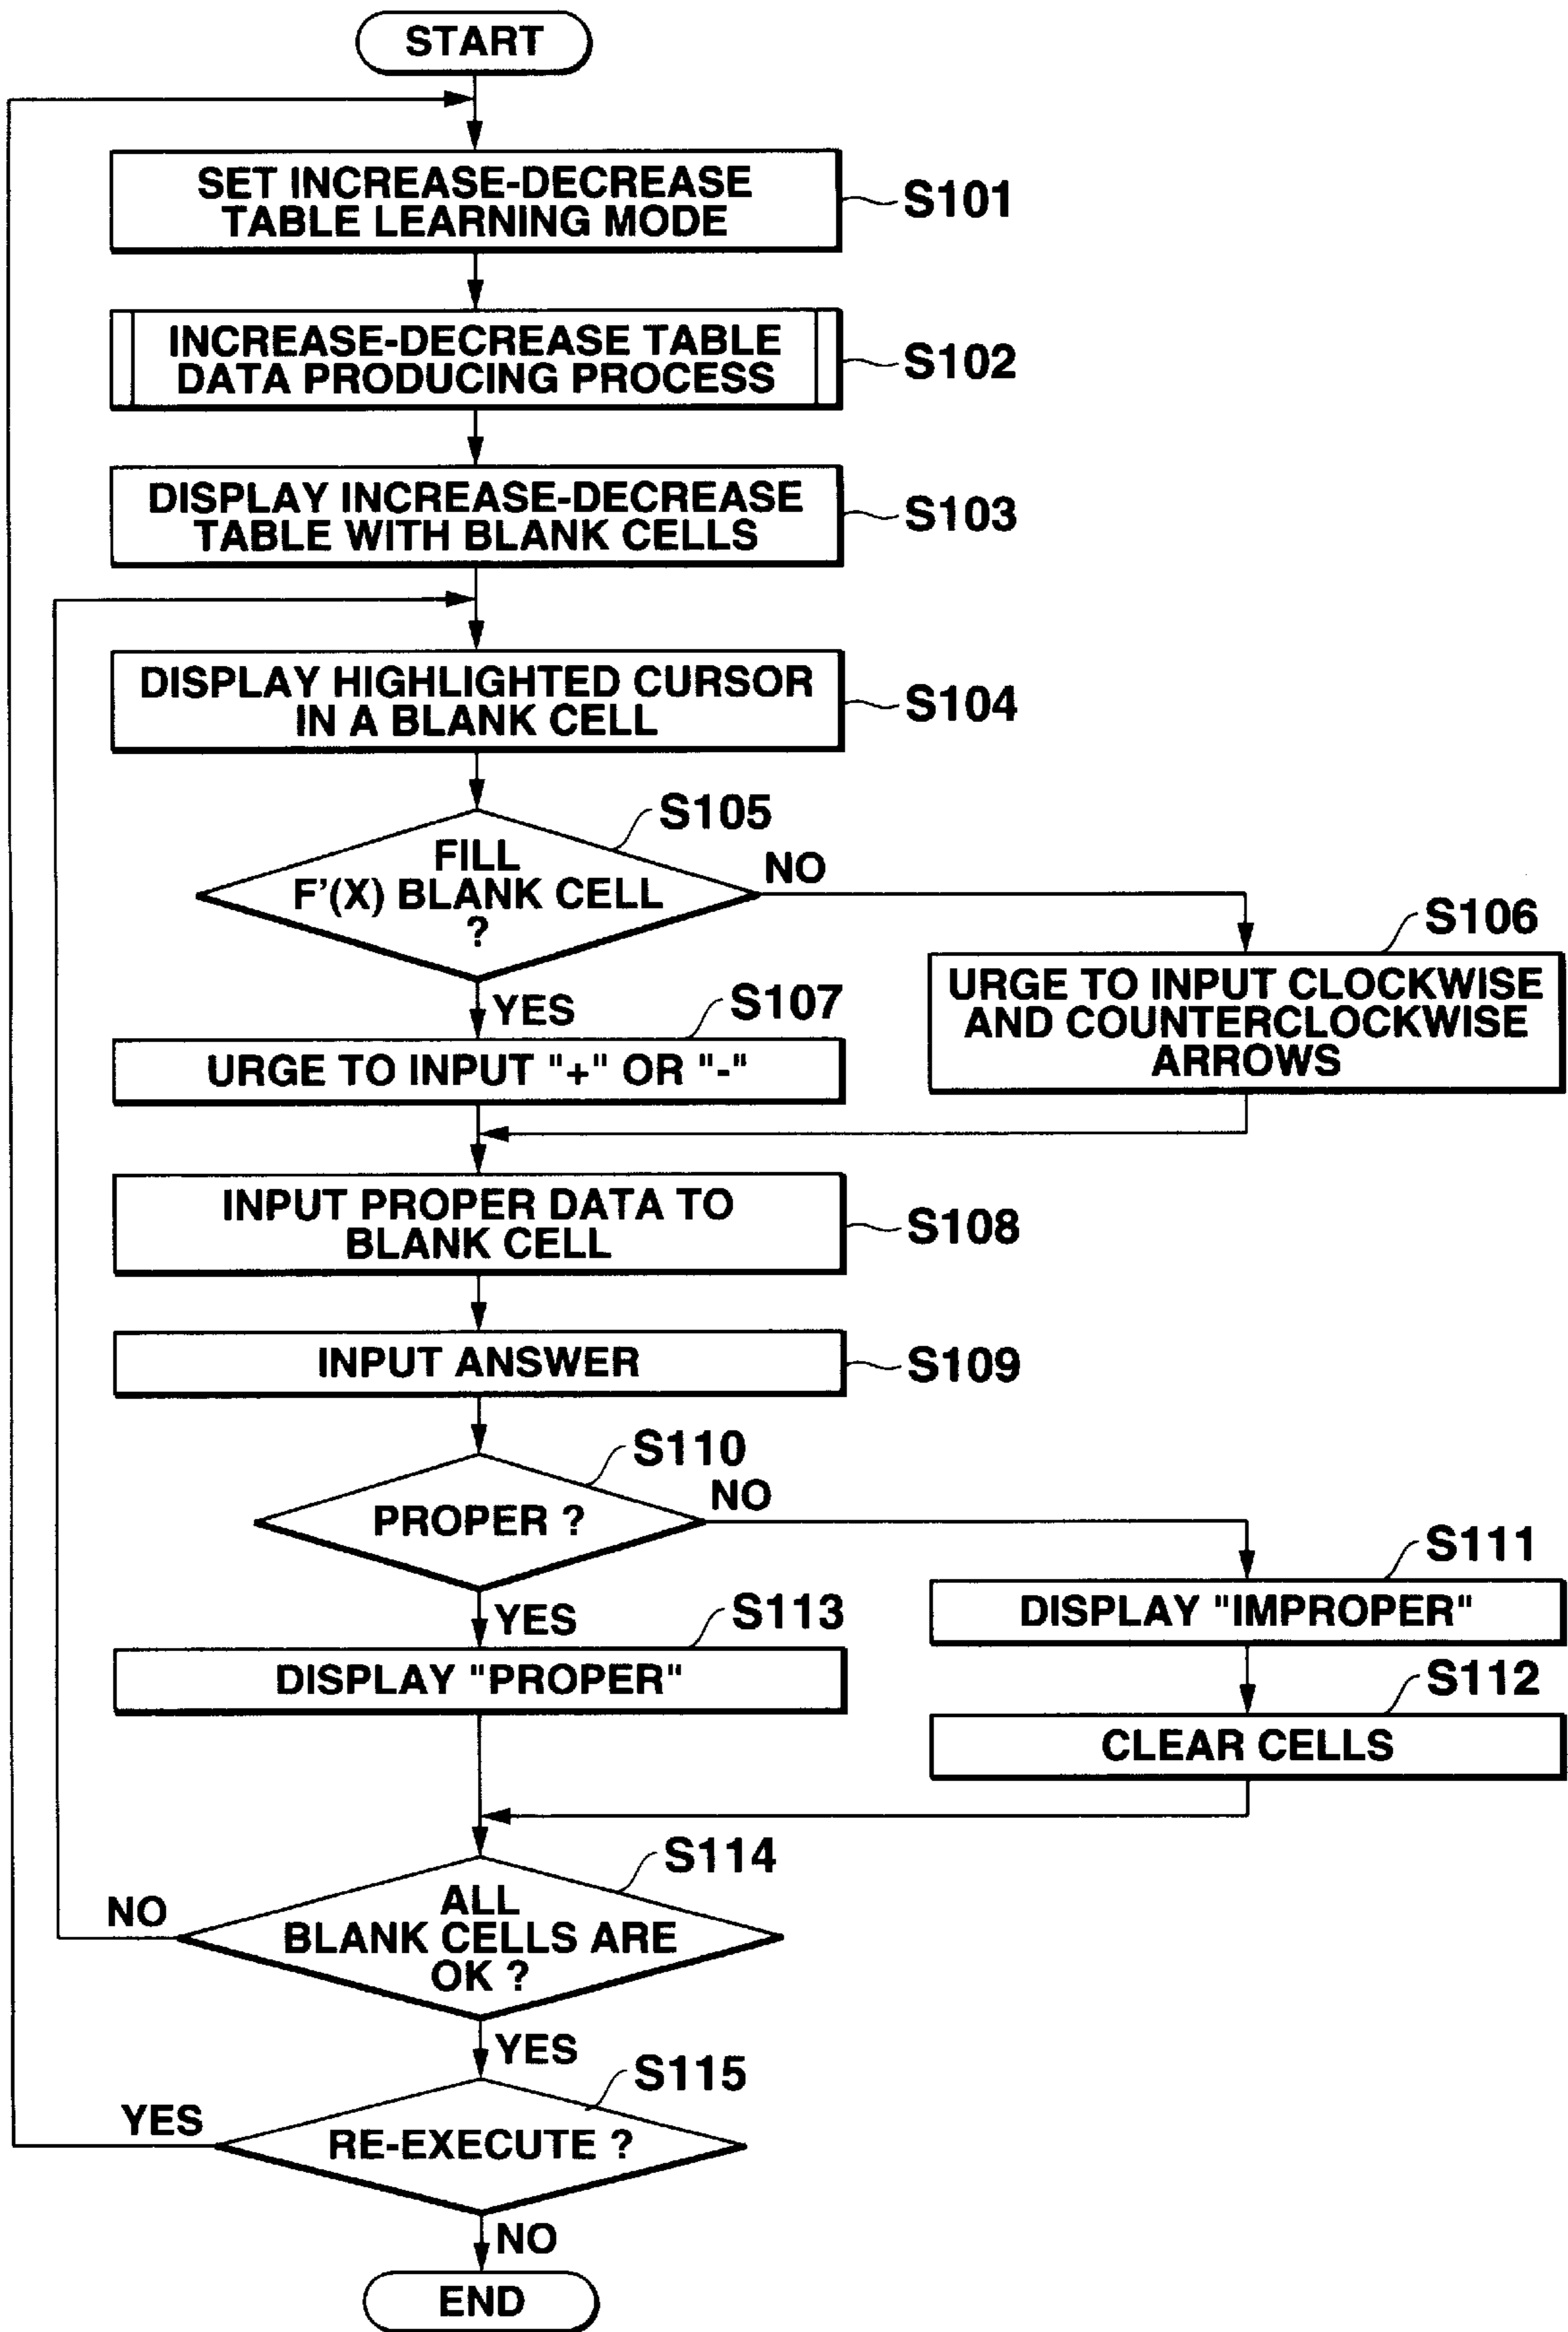 START
SET INCREASE-DECREASE
TABLE LEARNING MODE
S101
INCREASE-DECREASE TABLE
DATA PRODUCING PROCESS
S102
DISPLAY INCREASE-DECREASE
TABLE WITH BLANK CELLS
S103
DISPLAY HIGHLIGHTED CURSOR
IN A BLANK CELL
S104
S105
FILL
F'(X) BLANK CELL
?
NO
S106
URGE TO INPUT CLOCKWISE
AND COUNTERCLOCKWISE
ARROWS
YES
S107
URGE TO INPUT "+" OR "-"
INPUT PROPER DATA TO
BLANK CELL
S108
INPUT ANSWER
S109
S110
PROPER ?
NO
S111
DISPLAY "IMPROPER"
YES
S113
DISPLAY "PROPER"
S112
CLEAR CELLS
S114
ALL
BLANK CELLS ARE
OK ?
NO
YES
S115
RE-EXECUTE ?
YES
NO
END